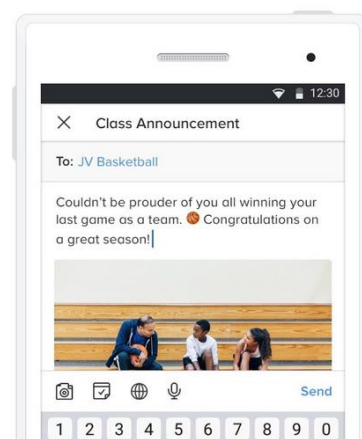 12:30
Class Announcement
To: JV Basketball
Couldn't be prouder of you all winning your
last game as a team. 🏀 Congratulations on
a great season!
Send
1 2 3 4 5 6 7 8 9 0